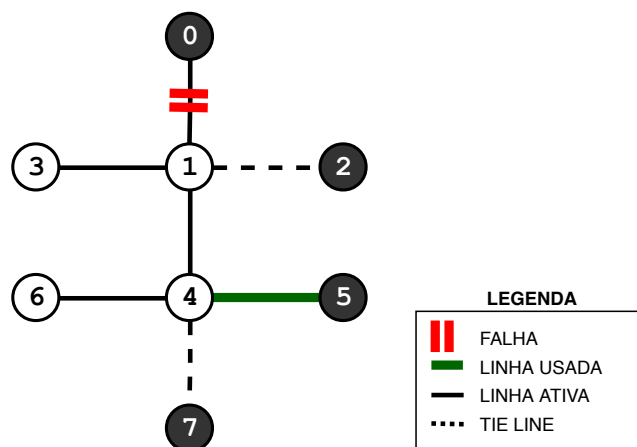 0
3 1 2
6 4 5
7
LEGENDA
FALHA
LINHA USADA
LINHA ATIVA
TIE LINE